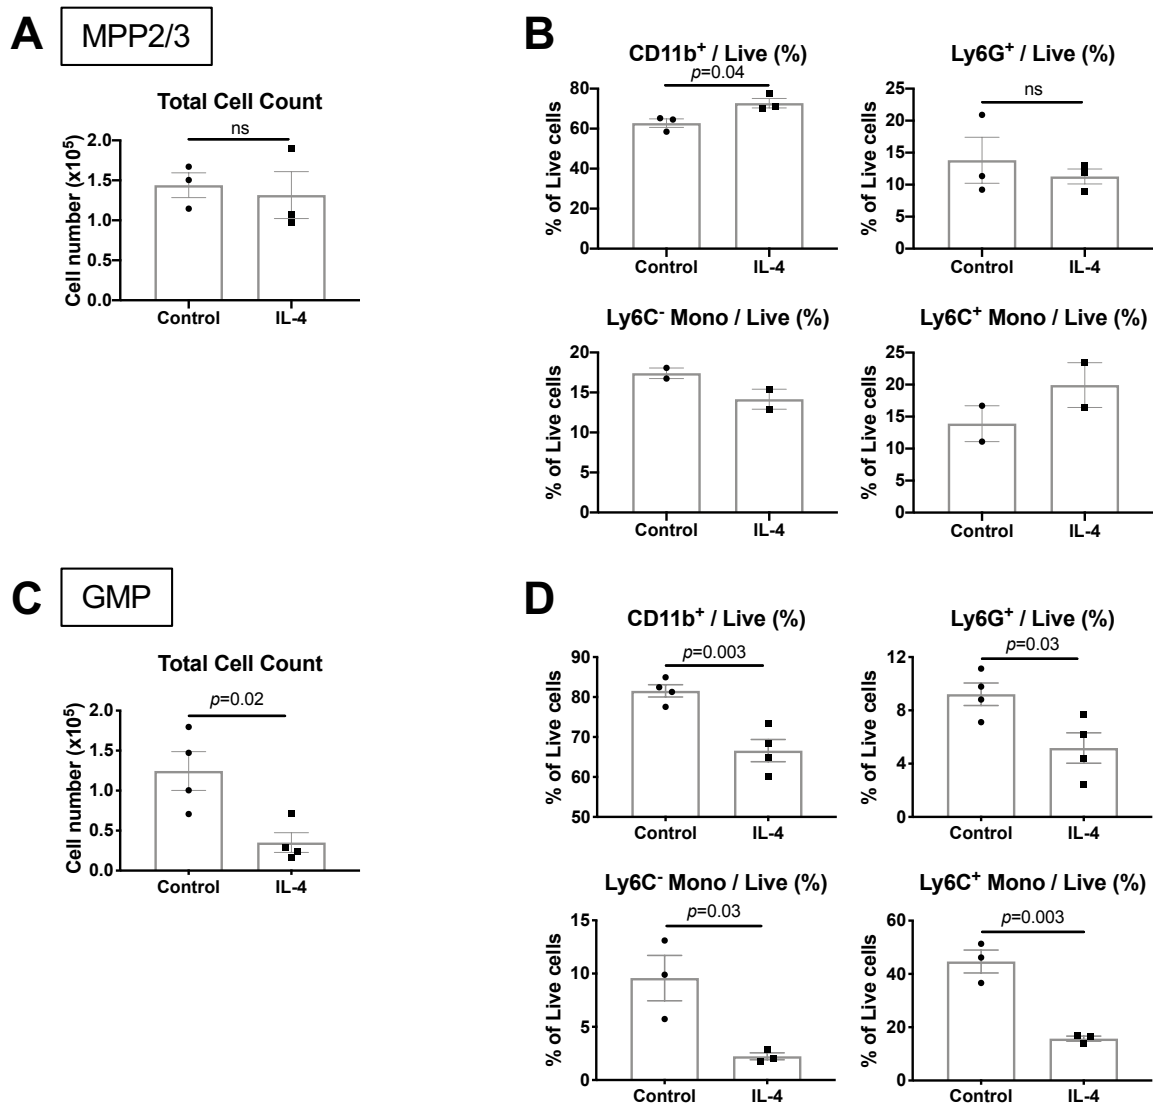 A
MPP2/3
Total Cell Count
ns
Cell number (x10⁵)
2.0
1.5
1.0
0.5
0.0
Control
IL-4
B
CD11b⁺ / Live (%)
p=0.04
% of Live cells
80
60
40
20
0
Control
IL-4
Ly6G⁺ / Live (%)
ns
% of Live cells
25
20
15
10
5
0
Control
IL-4
Ly6C⁻ Mono / Live (%)
% of Live cells
20
15
10
5
0
Control
IL-4
Ly6C⁺ Mono / Live (%)
% of Live cells
25
20
15
10
5
0
Control
IL-4
C
GMP
Total Cell Count
p=0.02
Cell number (x10⁵)
2.0
1.5
1.0
0.5
0.0
Control
IL-4
D
CD11b⁺ / Live (%)
p=0.003
% of Live cells
90
80
70
60
50
Control
IL-4
Ly6G⁺ / Live (%)
p=0.03
% of Live cells
12
8
4
0
Control
IL-4
Ly6C⁻ Mono / Live (%)
p=0.03
% of Live cells
15
10
5
0
Control
IL-4
Ly6C⁺ Mono / Live (%)
p=0.003
% of Live cells
60
40
20
0
Control
IL-4